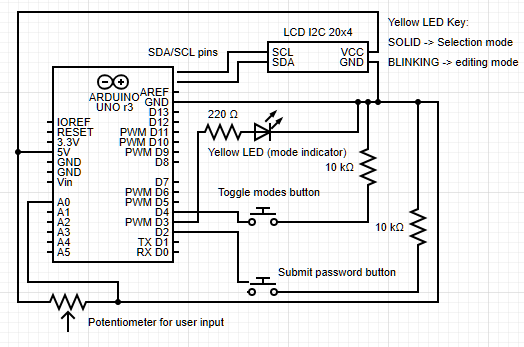 Yellow LED Key:
SOLID -> Selection mode
BLINKING -> editing mode
LCD I2C 20x4
SDA/SCL pins
SCL
SDA
VCC
GND
ARDUINO
UNO r3
IOREF
RESET
3.3V
5V
GND
GND
Vin
A0
A1
A2
A3
A4
A5
AREF
GND
D13
D12
PWM D11
PWM D10
PWM D9
D8
D7
PWM D6
PWM D5
D4
PWM D3
D2
TX D1
RX D0
220 Ω
Yellow LED (mode indicator)
10 kΩ
Toggle modes button
10 kΩ
Submit password button
Potentiometer for user input